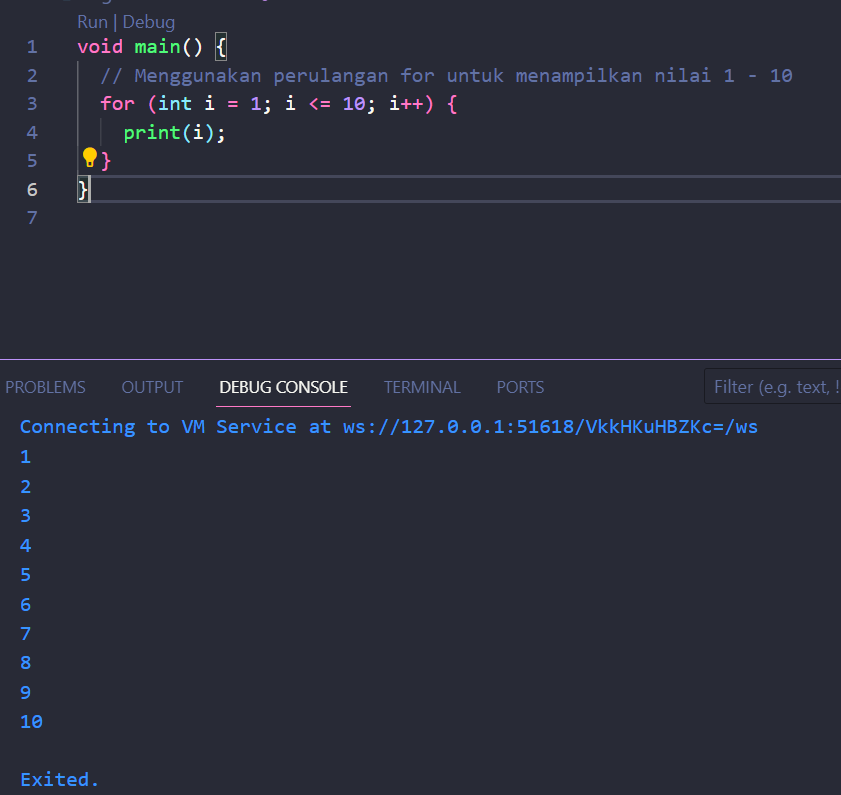 Run | Debug
1 void main() {
2 // Menggunakan perulangan for untuk menampilkan nilai 1 - 10
3 for (int i = 1; i <= 10; i++) {
4 print(i);
5 }
6 }
7
PROBLEMS OUTPUT DEBUG CONSOLE TERMINAL PORTS Filter (e.g. text, !
Connecting to VM Service at ws://127.0.0.1:51618/VkkHKuHBZKc=/ws
1
2
3
4
5
6
7
8
9
10
Exited.